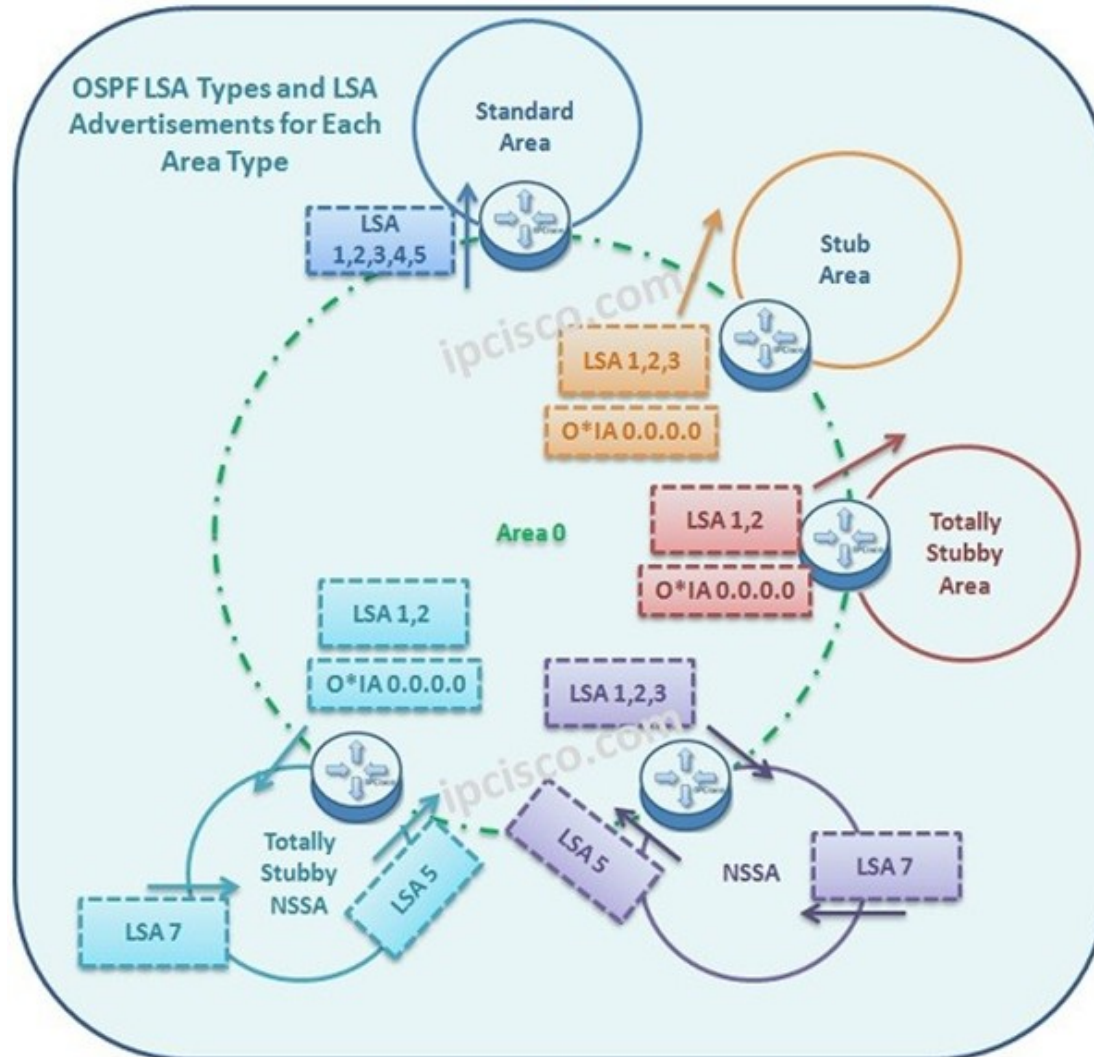 OSPF LSA Types and LSA
Advertisements for Each
Area Type
Standard
Area
LSA
1,2,3,4,5
Stub
Area
ipcisco.com
LSA 1,2,3
O*IA 0.0.0.0
LSA 1,2
O*IA 0.0.0.0
Totally
Stubby
Area
Area 0
LSA 1,2
O*IA 0.0.0.0
LSA 1,2,3
ipcisco.com
Totally
Stubby
NSSA
LSA 7
LSA 5
LSA 5
NSSA
LSA 7